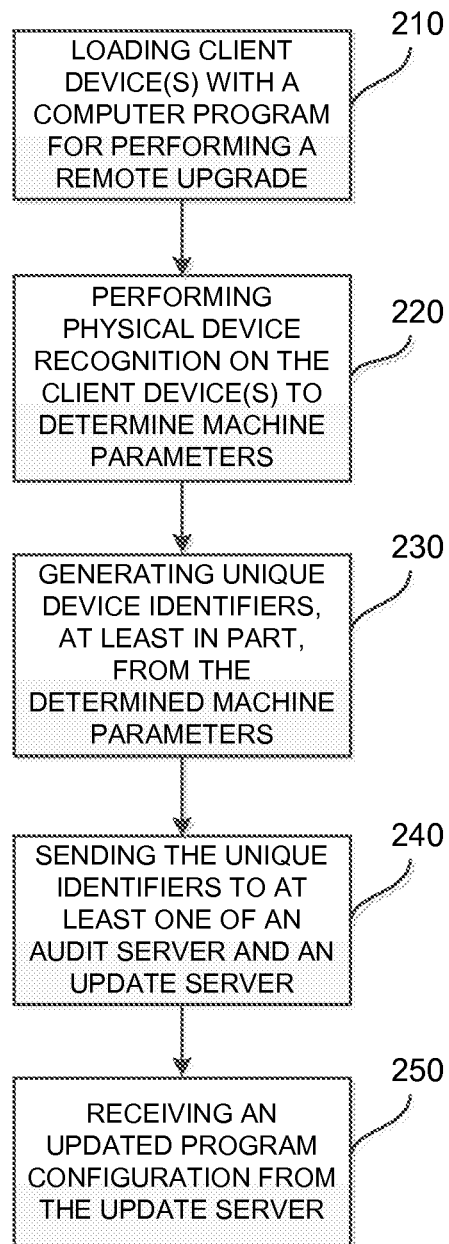 210
LOADING CLIENT
DEVICE(S) WITH A
COMPUTER PROGRAM
FOR PERFORMING A
REMOTE UPGRADE
220
PERFORMING
PHYSICAL DEVICE
RECOGNITION ON THE
CLIENT DEVICE(S) TO
DETERMINE MACHINE
PARAMETERS
230
GENERATING UNIQUE
DEVICE IDENTIFIERS,
AT LEAST IN PART,
FROM THE
DETERMINED MACHINE
PARAMETERS
240
SENDING THE UNIQUE
IDENTIFIERS TO AT
LEAST ONE OF AN
AUDIT SERVER AND AN
UPDATE SERVER
250
RECEIVING AN
UPDATED PROGRAM
CONFIGURATION FROM
THE UPDATE SERVER